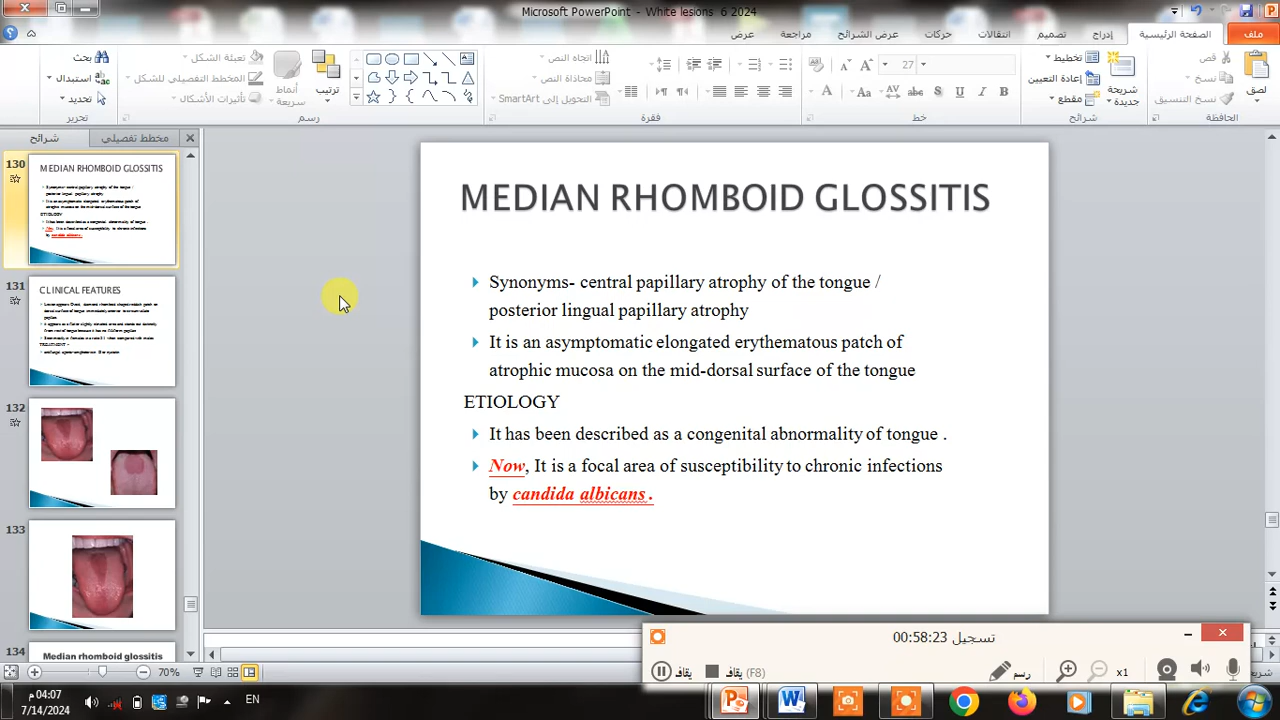 Microsoft PowerPoint - White lesions 6 2024
ملف
الصفحة الرئيسية
إدراج
تصميم
انتقالات
حركات
عرض الشرائح
مراجعة
عرض
لصق
قص
نسخ
نسخ التنسيق
الحافظة
شريحة جديدة
تخطيط
إعادة التعيين
مقطع
شرائح
27
خط
فقرة
اتجاه النص
محاذاة النص
التحويل إلى SmartArt
ترتيب
أنماط سريعة
تعبئة الشكل
المخطط التفصيلي للشكل
تأثيرات الأشكال
رسم
بحث
استبدال
تحديد
تحرير
شرائح
مخطط تفصيلي
130
MEDIAN RHOMBOID GLOSSITIS
131
CLINICAL FEATURES
132
133
134
Median rhomboid glossitis
MEDIAN RHOMBOID GLOSSITIS
Synonyms- central papillary atrophy of the tongue /
posterior lingual papillary atrophy
It is an asymptomatic elongated erythematous patch of
atrophic mucosa on the mid-dorsal surface of the tongue
ETIOLOGY
It has been described as a congenital abnormality of tongue .
Now, It is a focal area of susceptibility to chronic infections
by candida albicans .
تسجيل 00:58:23
يقاف
يقاف (F8)
رسم
x1
70%
04:07 م
7/14/2024
EN